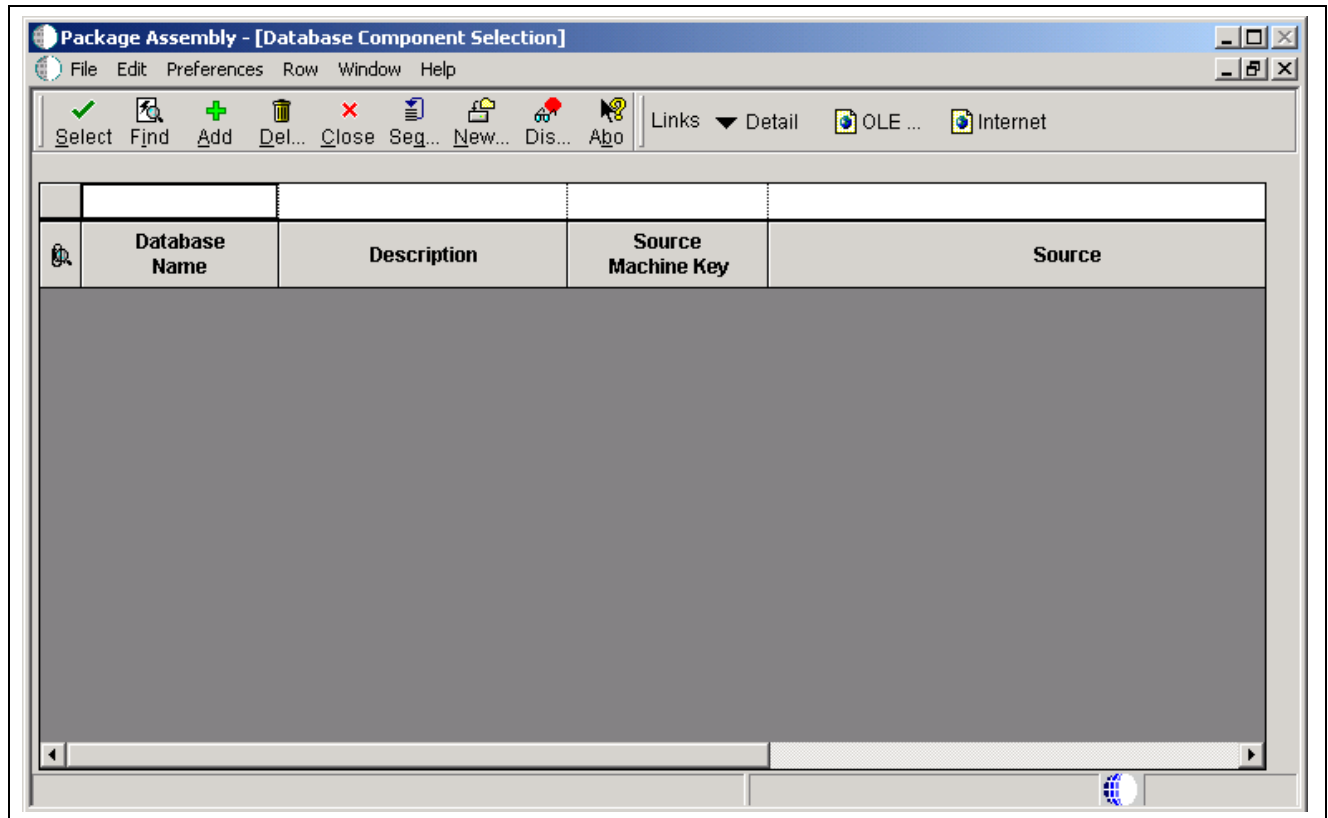 Package Assembly - [Database Component Selection]
File Edit Preferences Row Window Help
Select Find Add Del... Close Seg... New... Dis... Abo Links Detail OLE ... Internet
Database Name Description Source Machine Key Source